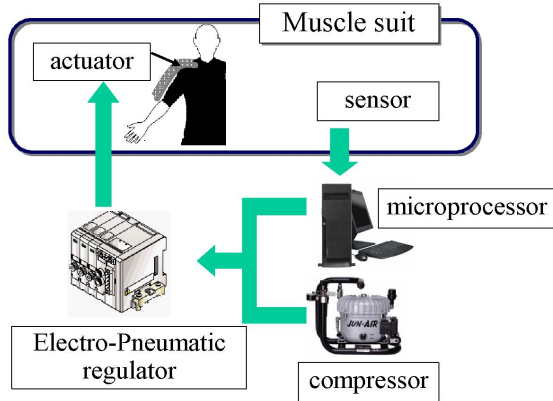 Muscle suit
actuator
sensor
microprocessor
Electro-Pneumatic
regulator
JUN-AIR
compressor